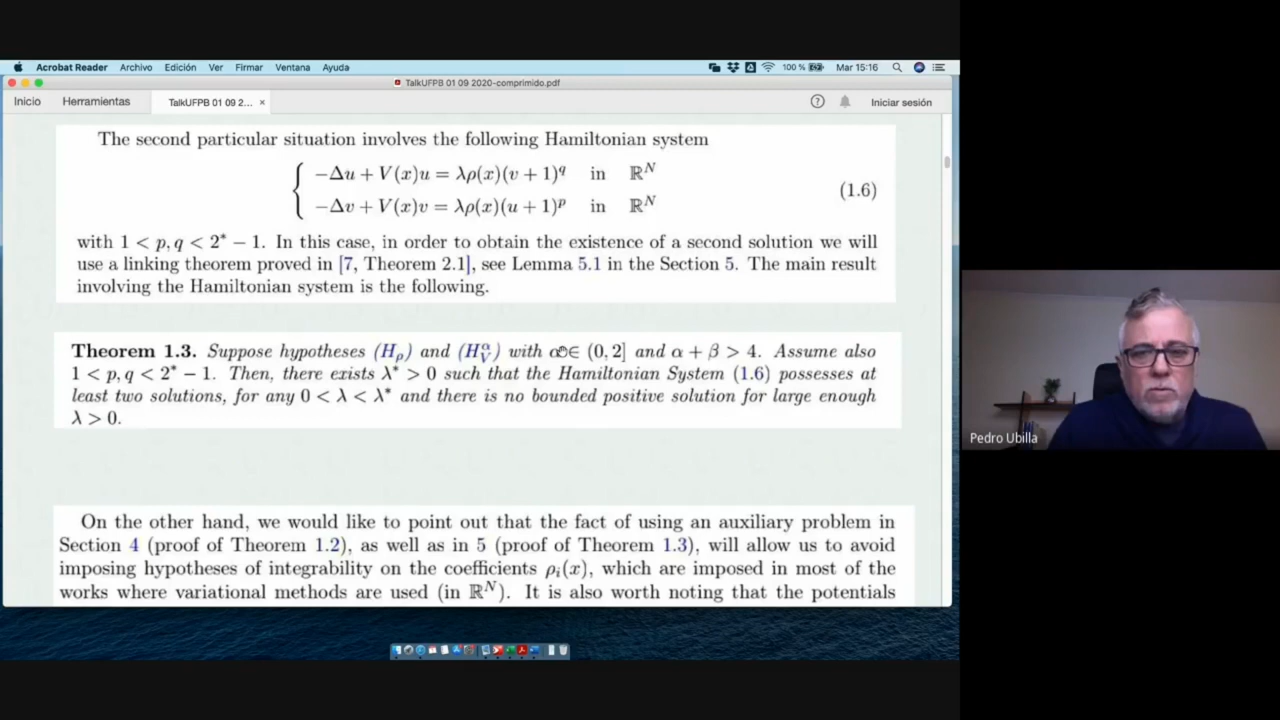 Acrobat Reader Archivo Edición Ver Firmar Ventana Ayuda 100 % Mar 15:16
TalkUFPB 01 09 2020-comprimido.pdf
Inicio Herramientas TalkUFPB 01 09 2... × Iniciar sesión
The second particular situation involves the following Hamiltonian system
−Δu + V(x)u = λρ(x)(v + 1)^q in ℝ^N
(1.6)
−Δv + V(x)v = λρ(x)(u + 1)^p in ℝ^N
with 1 < p, q < 2* − 1. In this case, in order to obtain the existence of a second solution we will
use a linking theorem proved in [7, Theorem 2.1], see Lemma 5.1 in the Section 5. The main result
involving the Hamiltonian system is the following.
Theorem 1.3. Suppose hypotheses (H_ρ) and (H_V^α) with α ∈ (0, 2] and α + β > 4. Assume also
1 < p, q < 2* − 1. Then, there exists λ* > 0 such that the Hamiltonian System (1.6) possesses at
least two solutions, for any 0 < λ < λ* and there is no bounded positive solution for large enough
λ > 0.
On the other hand, we would like to point out that the fact of using an auxiliary problem in
Section 4 (proof of Theorem 1.2), as well as in 5 (proof of Theorem 1.3), will allow us to avoid
imposing hypotheses of integrability on the coefficients ρ_i(x), which are imposed in most of the
works where variational methods are used (in ℝ^N). It is also worth noting that the potentials
Pedro Ubilla